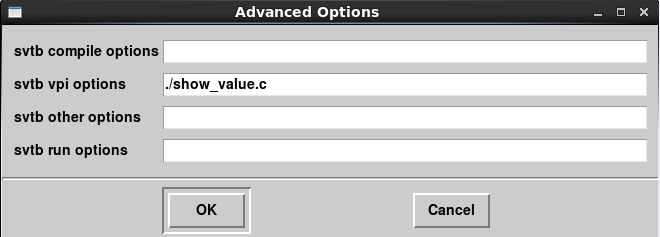 Advanced Options
svtb compile options
svtb vpi options ./show_value.c
svtb other options
svtb run options
OK Cancel